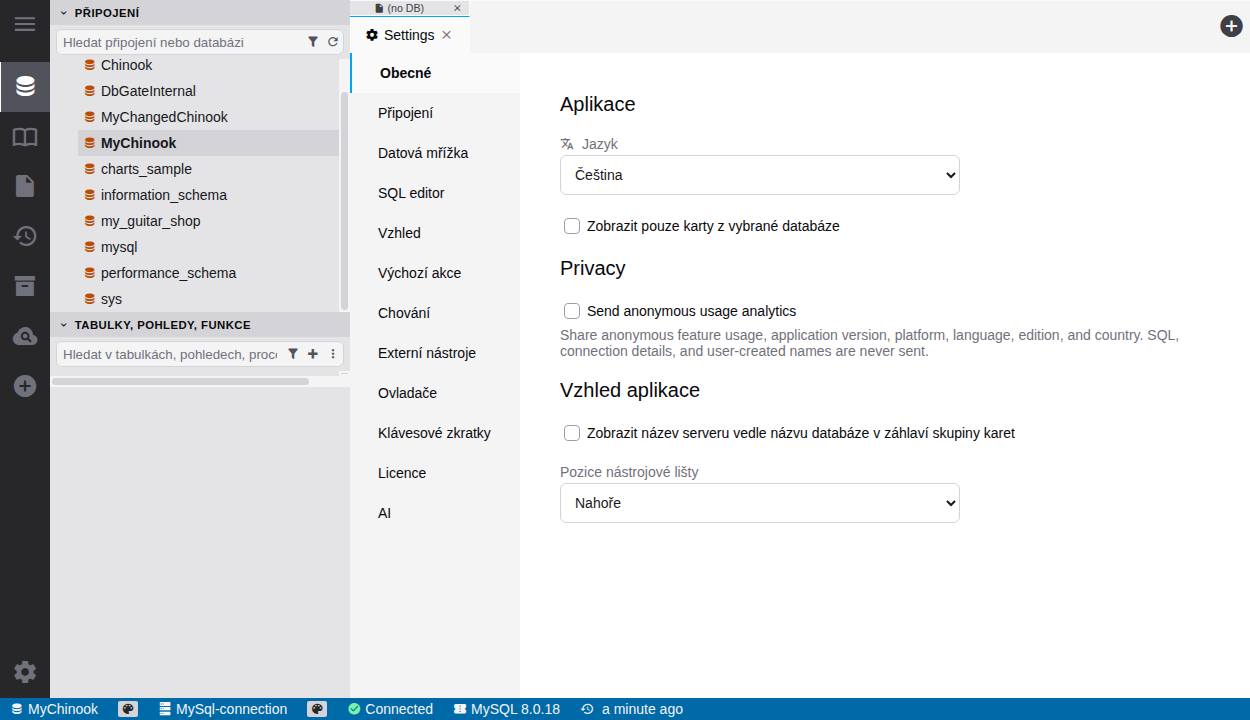 PŘIPOJENÍ
Hledat připojení nebo databázi
Chinook
DbGateInternal
MyChangedChinook
MyChinook
charts_sample
information_schema
my_guitar_shop
mysql
performance_schema
sys
TABULKY, POHLEDY, FUNKCE
Hledat v tabulkách, pohledech, proc
(no DB)
Settings
Obecné
Připojení
Datová mřížka
SQL editor
Vzhled
Výchozí akce
Chování
Externí nástroje
Ovladače
Klávesové zkratky
Licence
AI
Aplikace
Jazyk
Čeština
Zobrazit pouze karty z vybrané databáze
Privacy
Send anonymous usage analytics
Share anonymous feature usage, application version, platform, language, edition, and country. SQL,
connection details, and user-created names are never sent.
Vzhled aplikace
Zobrazit název serveru vedle názvu databáze v záhlaví skupiny karet
Pozice nástrojové lišty
Nahoře
MyChinook MySql-connection Connected MySQL 8.0.18 a minute ago